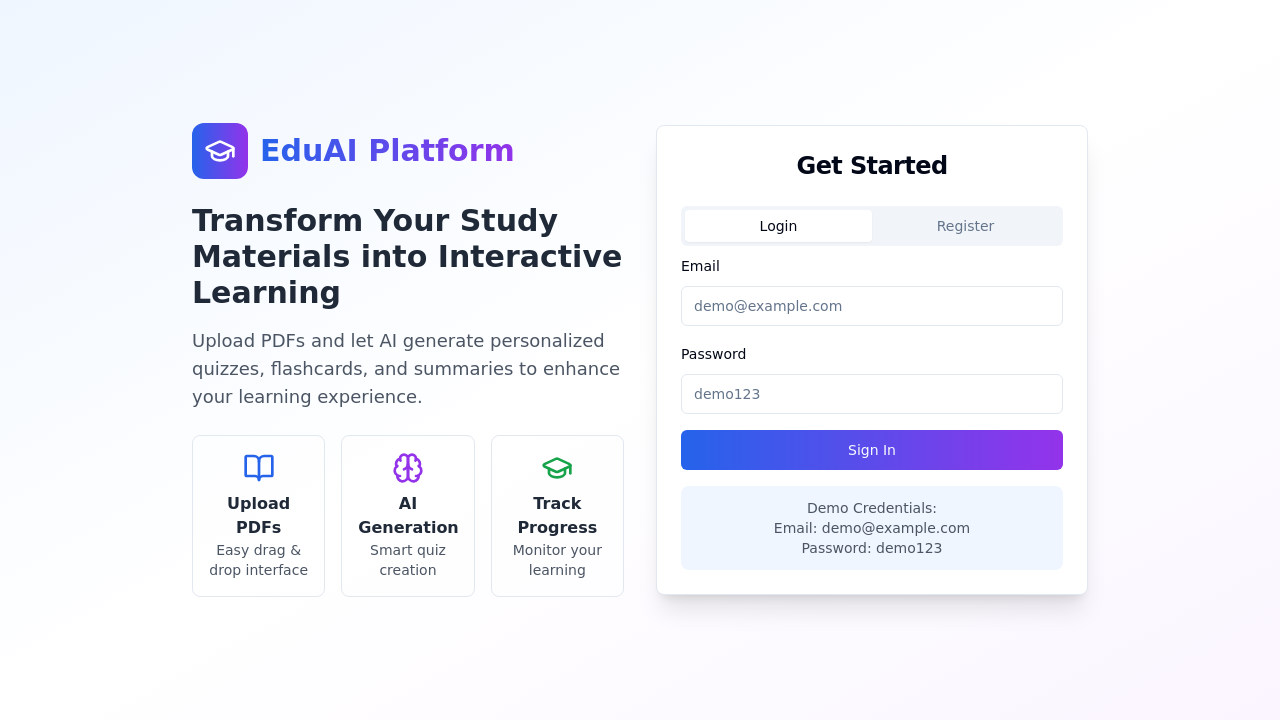 EduAI Platform
Transform Your Study
Materials into Interactive
Learning
Upload PDFs and let AI generate personalized
quizzes, flashcards, and summaries to enhance
your learning experience.
Upload
PDFs
Easy drag &
drop interface
AI
Generation
Smart quiz
creation
Track
Progress
Monitor your
learning
Get Started
Login
Register
Email
demo@example.com
Password
demo123
Sign In
Demo Credentials:
Email: demo@example.com
Password: demo123